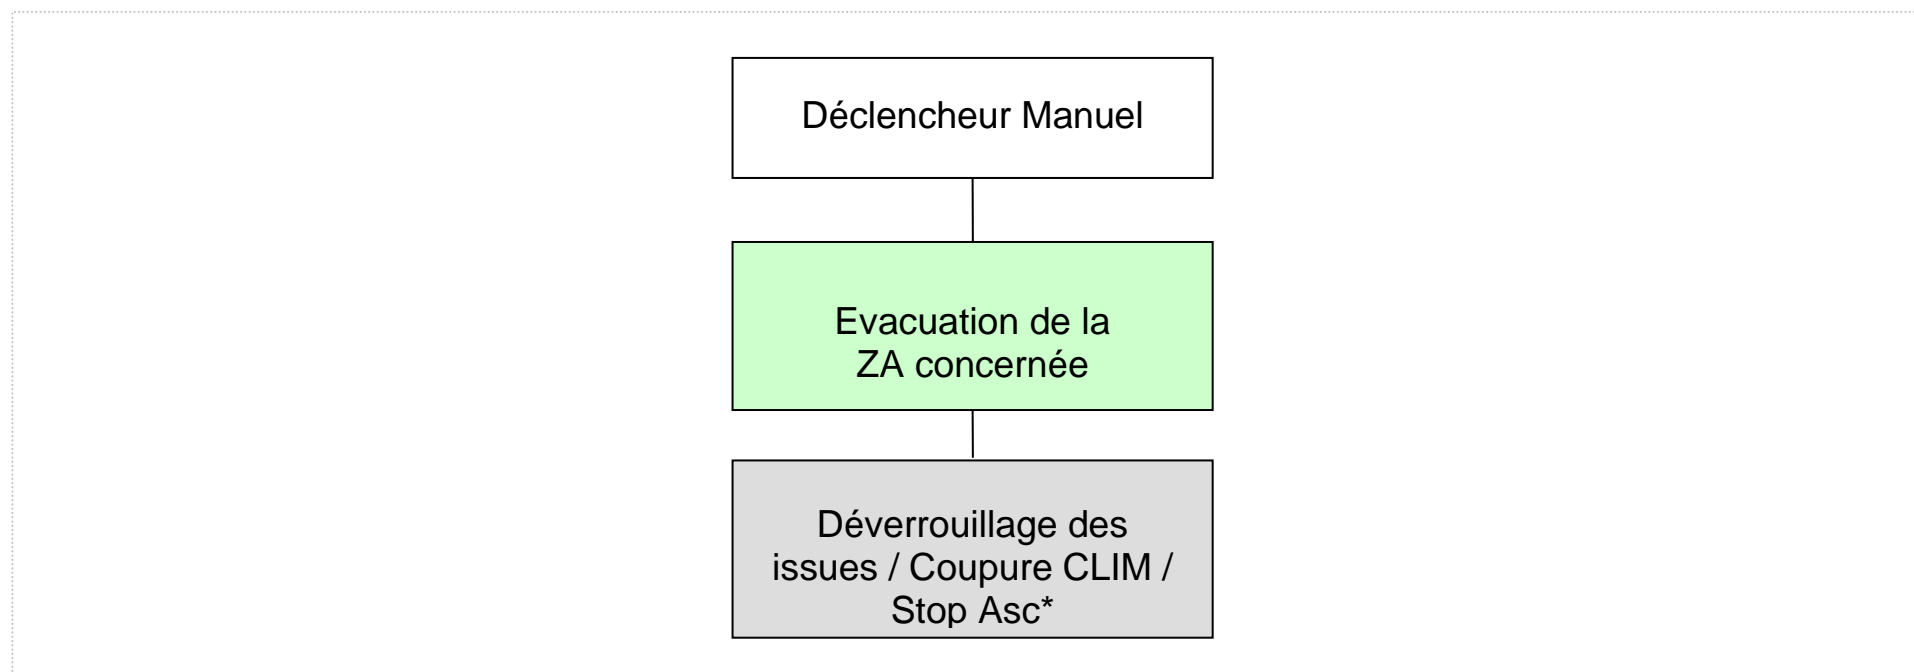 Déclencheur Manuel
Evacuation de la
ZA concernée
Déverrouillage des
issues / Coupure CLIM /
Stop Asc*